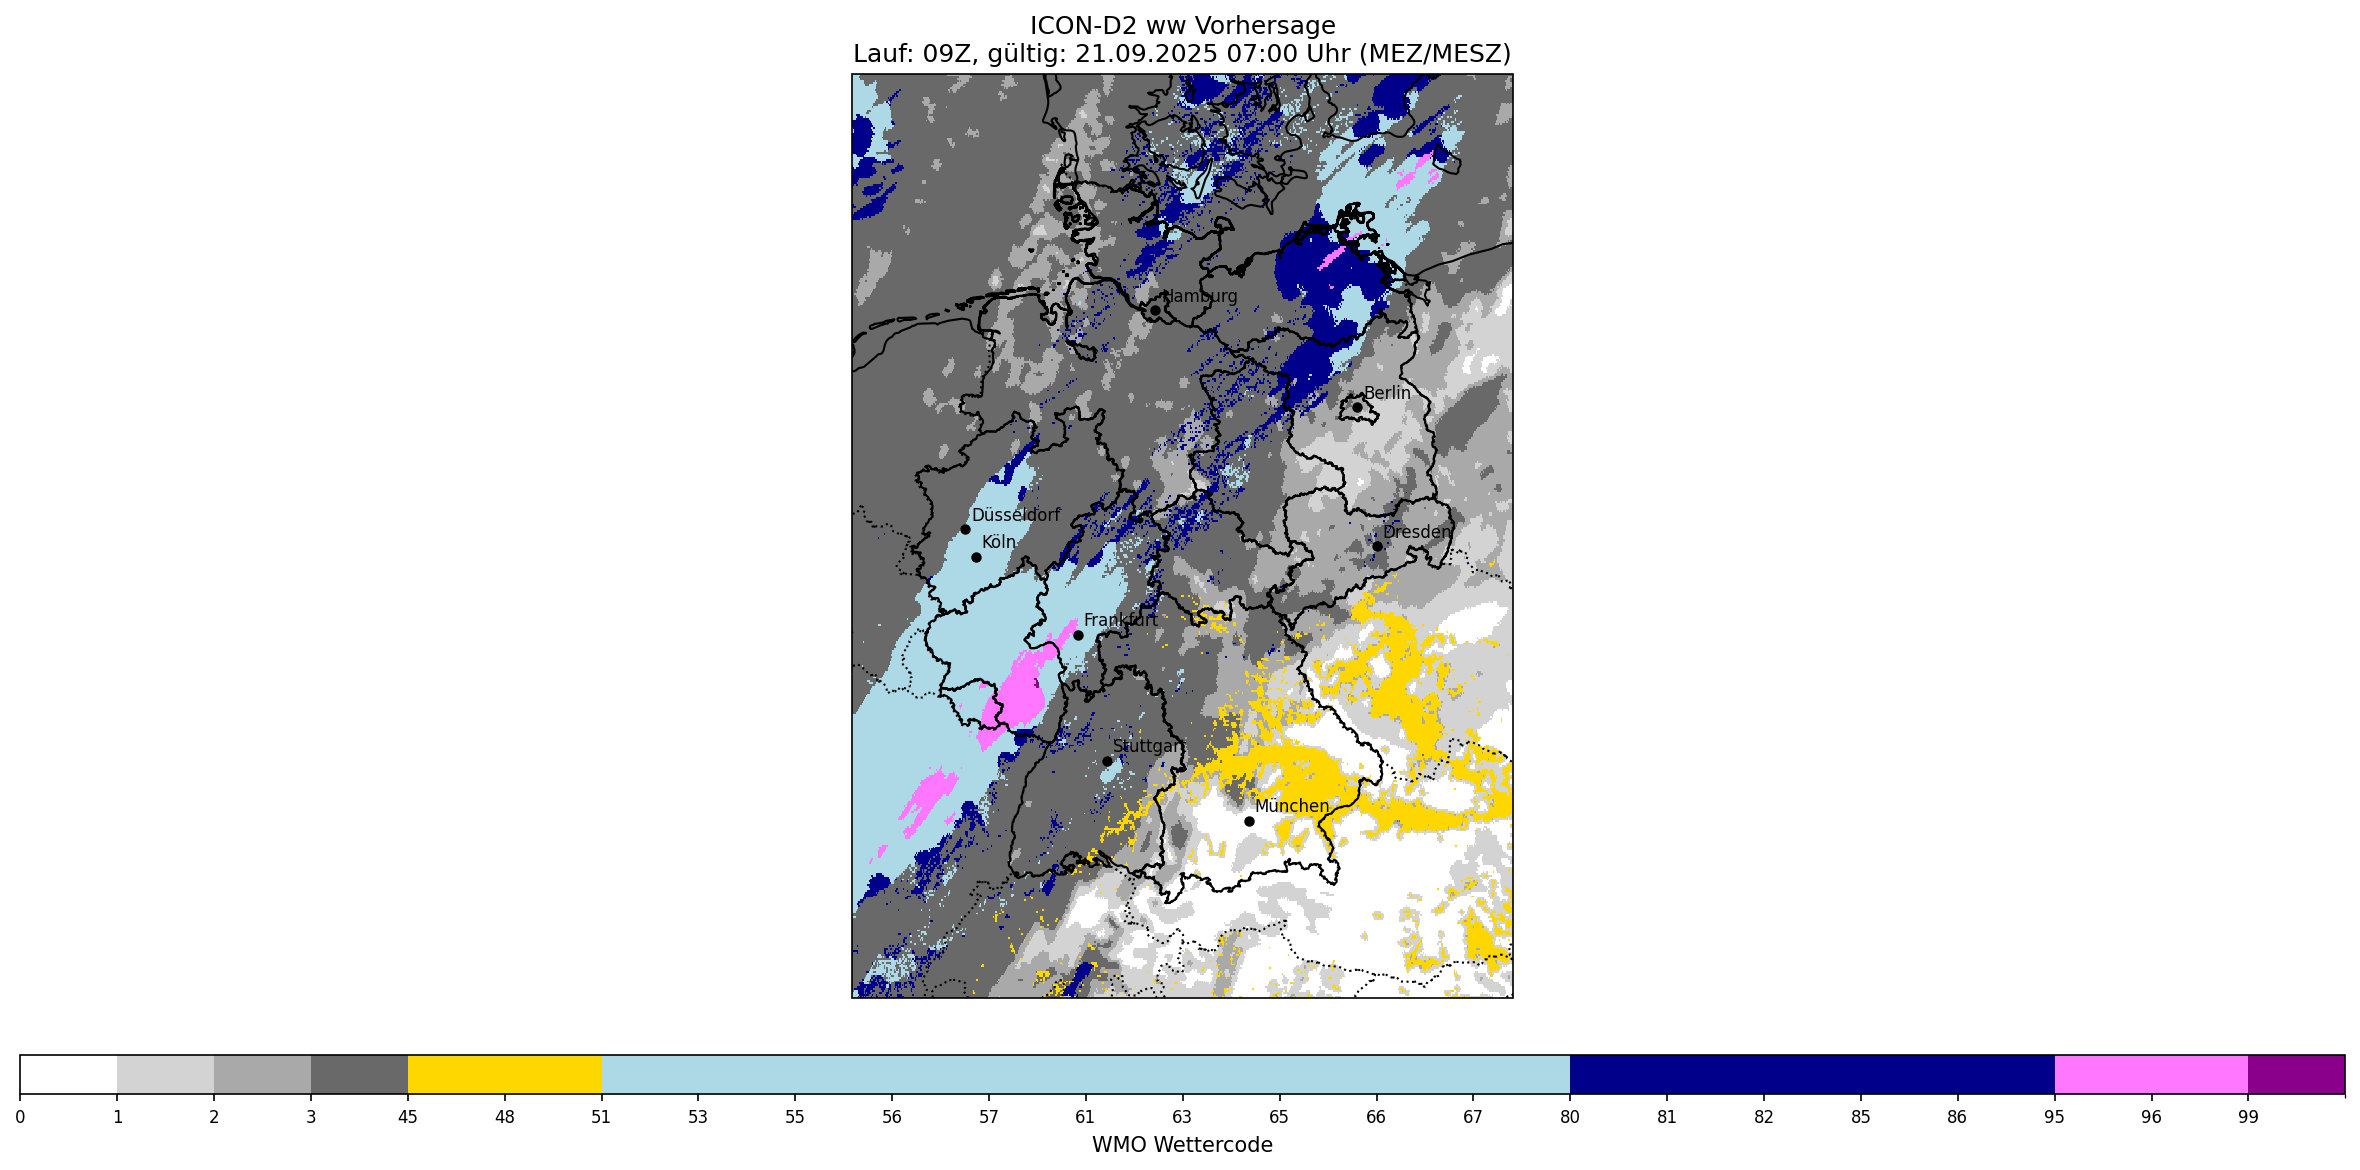 ICON-D2 ww Vorhersage
Lauf: 09Z, gültig: 21.09.2025 07:00 Uhr (MEZ/MESZ)
Hamburg
Berlin
Düsseldorf
Dresden
Köln
Frankfurt
Stuttgart
München
0 1 2 3 45 48 51 53 55 56 57 61 63 65 66 67 80 81 82 85 86 95 96 99
WMO Wettercode